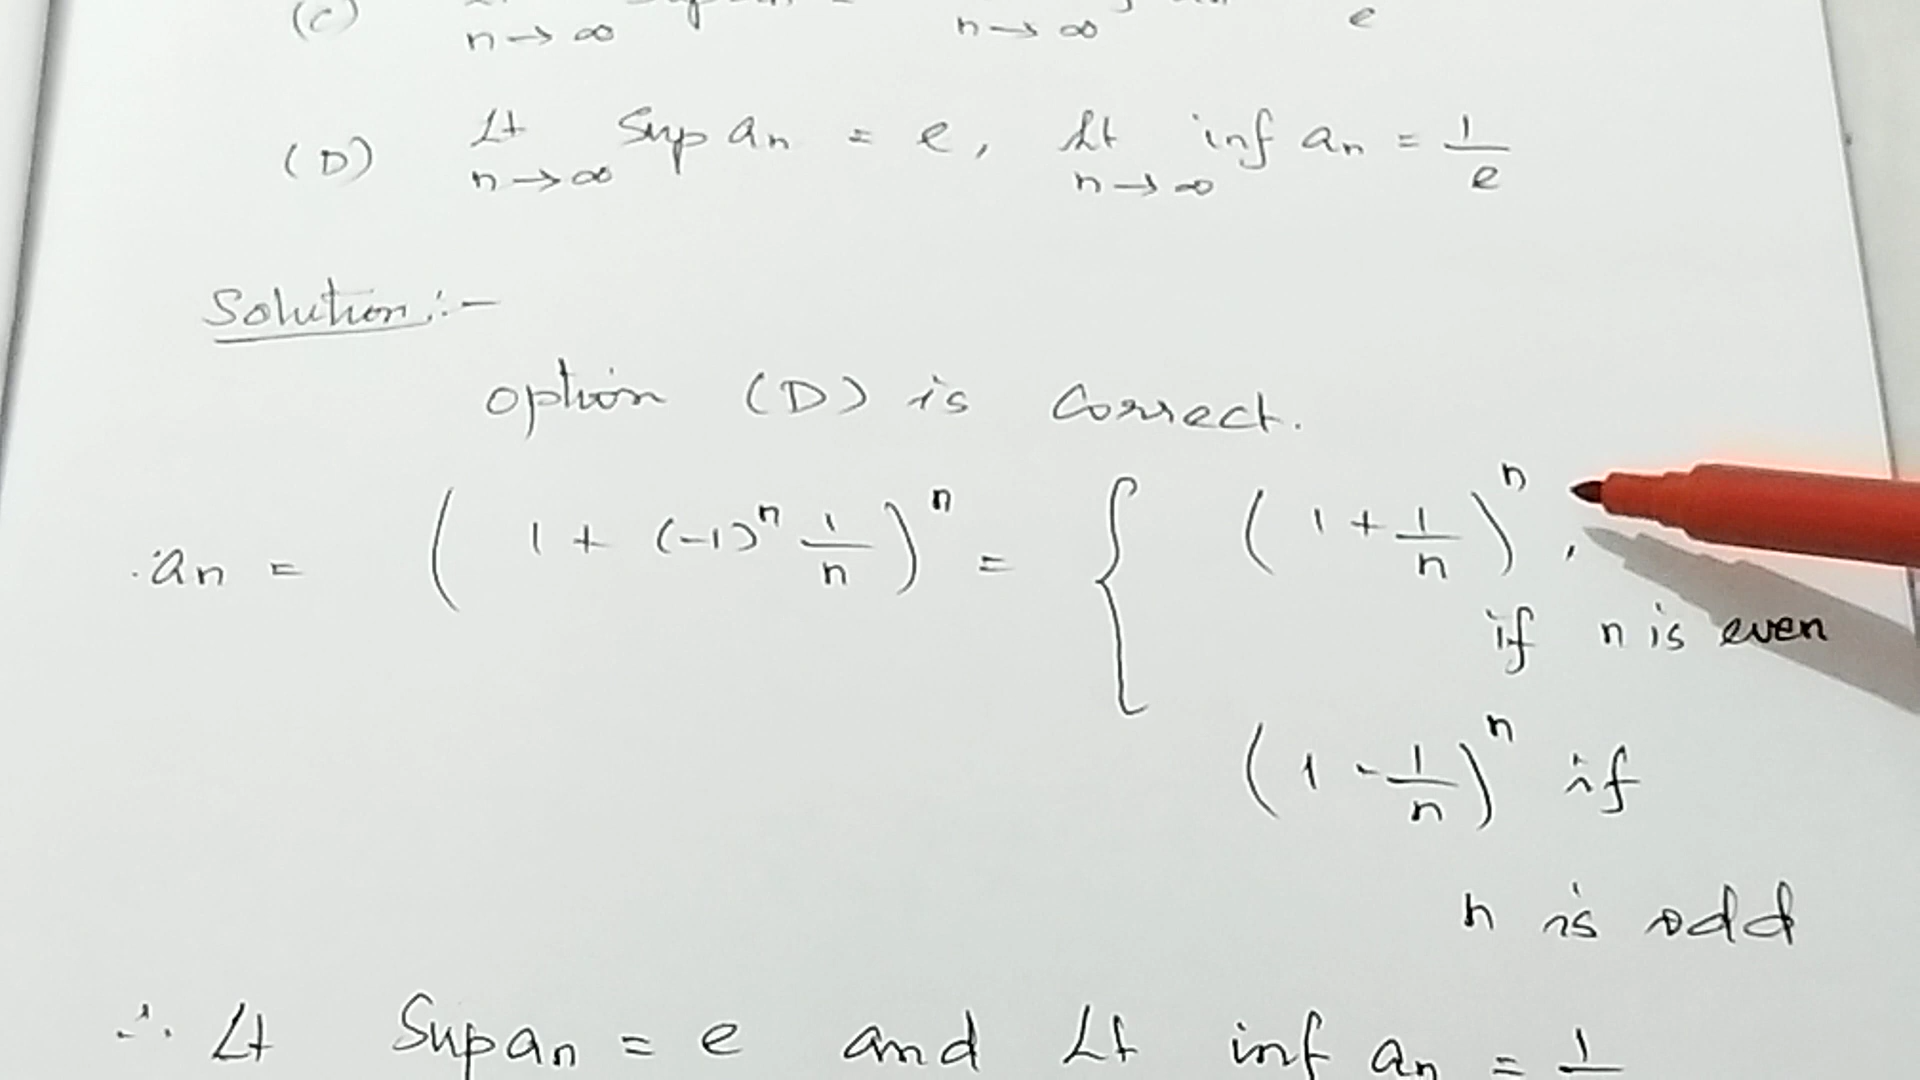 (C) n→∞ n→∞ e
(D) Lt n→∞ Sup an = e, Lt n→∞ inf an = 1/e
Solution:-
option (D) is correct.
an = (1 + (-1)^n 1/n)^n = { (1 + 1/n)^n,
if n is even
(1 - 1/n)^n if
n is odd
∴ Lt Sup an = e and Lt inf an = 1